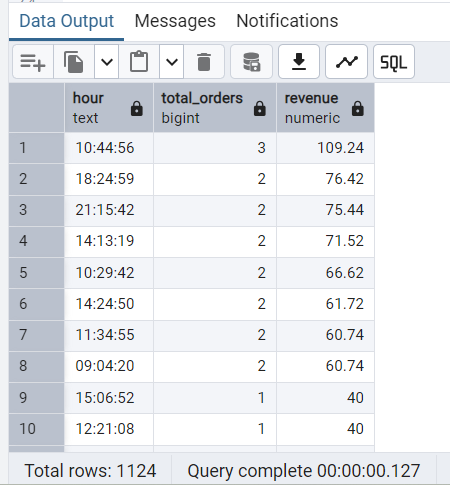 Data Output Messages Notifications
SQL
hour total_orders revenue
text bigint numeric
1 10:44:56 3 109.24
2 18:24:59 2 76.42
3 21:15:42 2 75.44
4 14:13:19 2 71.52
5 10:29:42 2 66.62
6 14:24:50 2 61.72
7 11:34:55 2 60.74
8 09:04:20 2 60.74
9 15:06:52 1 40
10 12:21:08 1 40
Total rows: 1124 Query complete 00:00:00.127